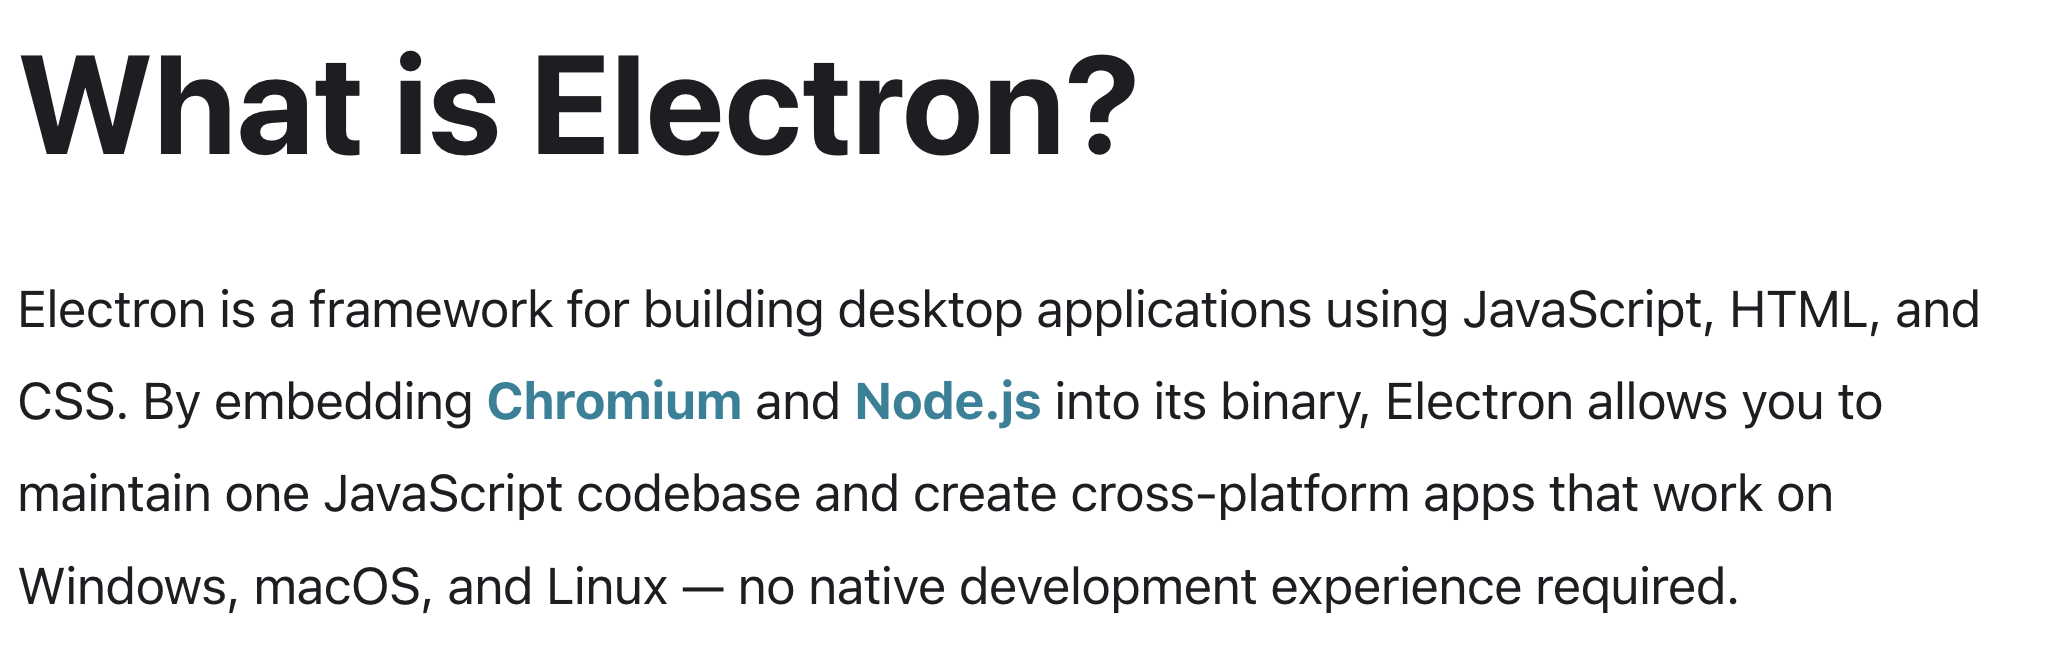 What is Electron?
Electron is a framework for building desktop applications using JavaScript, HTML, and
CSS. By embedding Chromium and Node.js into its binary, Electron allows you to
maintain one JavaScript codebase and create cross-platform apps that work on
Windows, macOS, and Linux — no native development experience required.